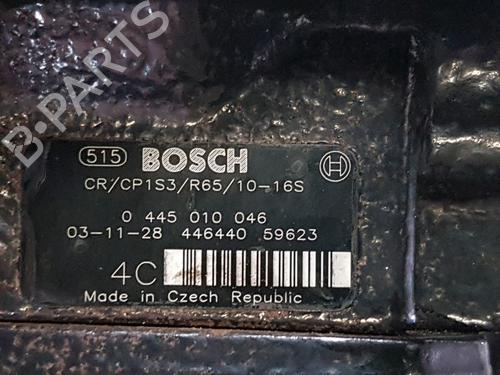 B-PARTS
515 BOSCH
CR/CP1S3/R65/10-16S
0 445 010 046
03-11-28 446440 59623
4C
Made in Czech Republic